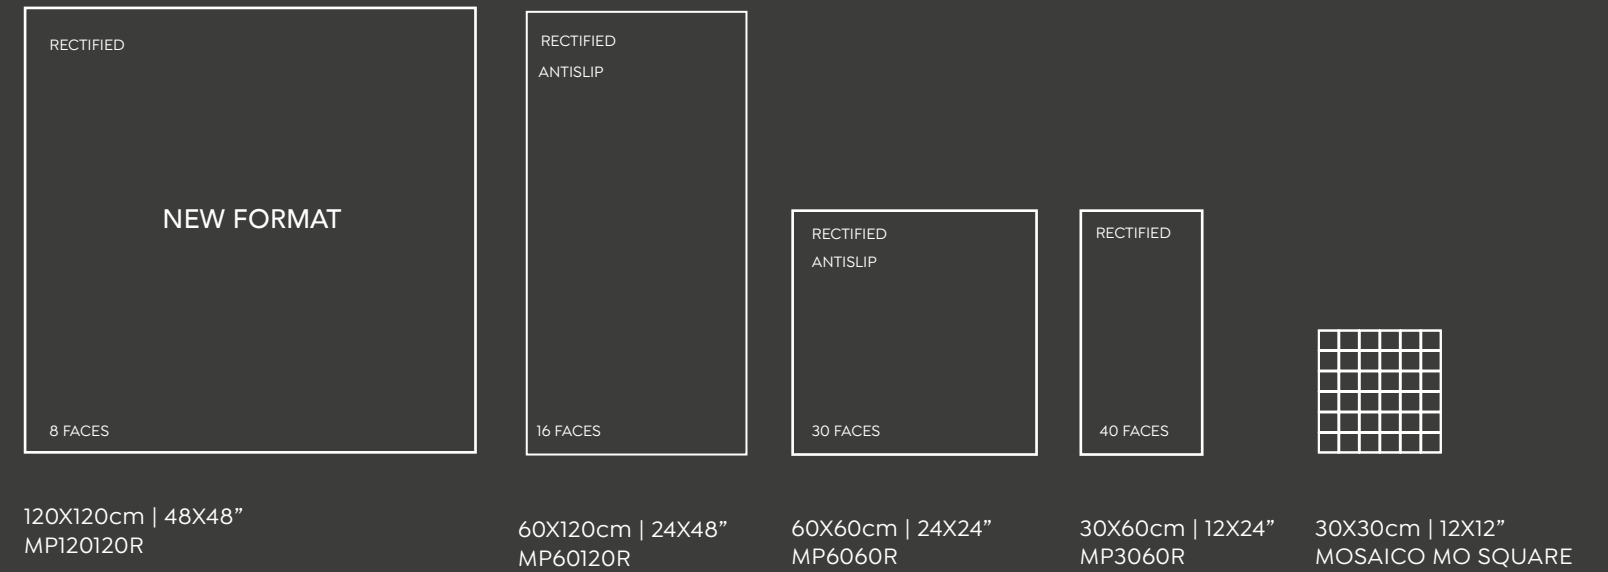 RECTIFIED
NEW FORMAT
8 FACES
120X120cm | 48X48”
MP120120R
RECTIFIED
ANTISLIP
16 FACES
60X120cm | 24X48”
MP60120R
RECTIFIED
ANTISLIP
30 FACES
60X60cm | 24X24”
MP6060R
RECTIFIED
40 FACES
30X60cm | 12X24”
MP3060R
30X30cm | 12X12”
MOSAICO MO SQUARE